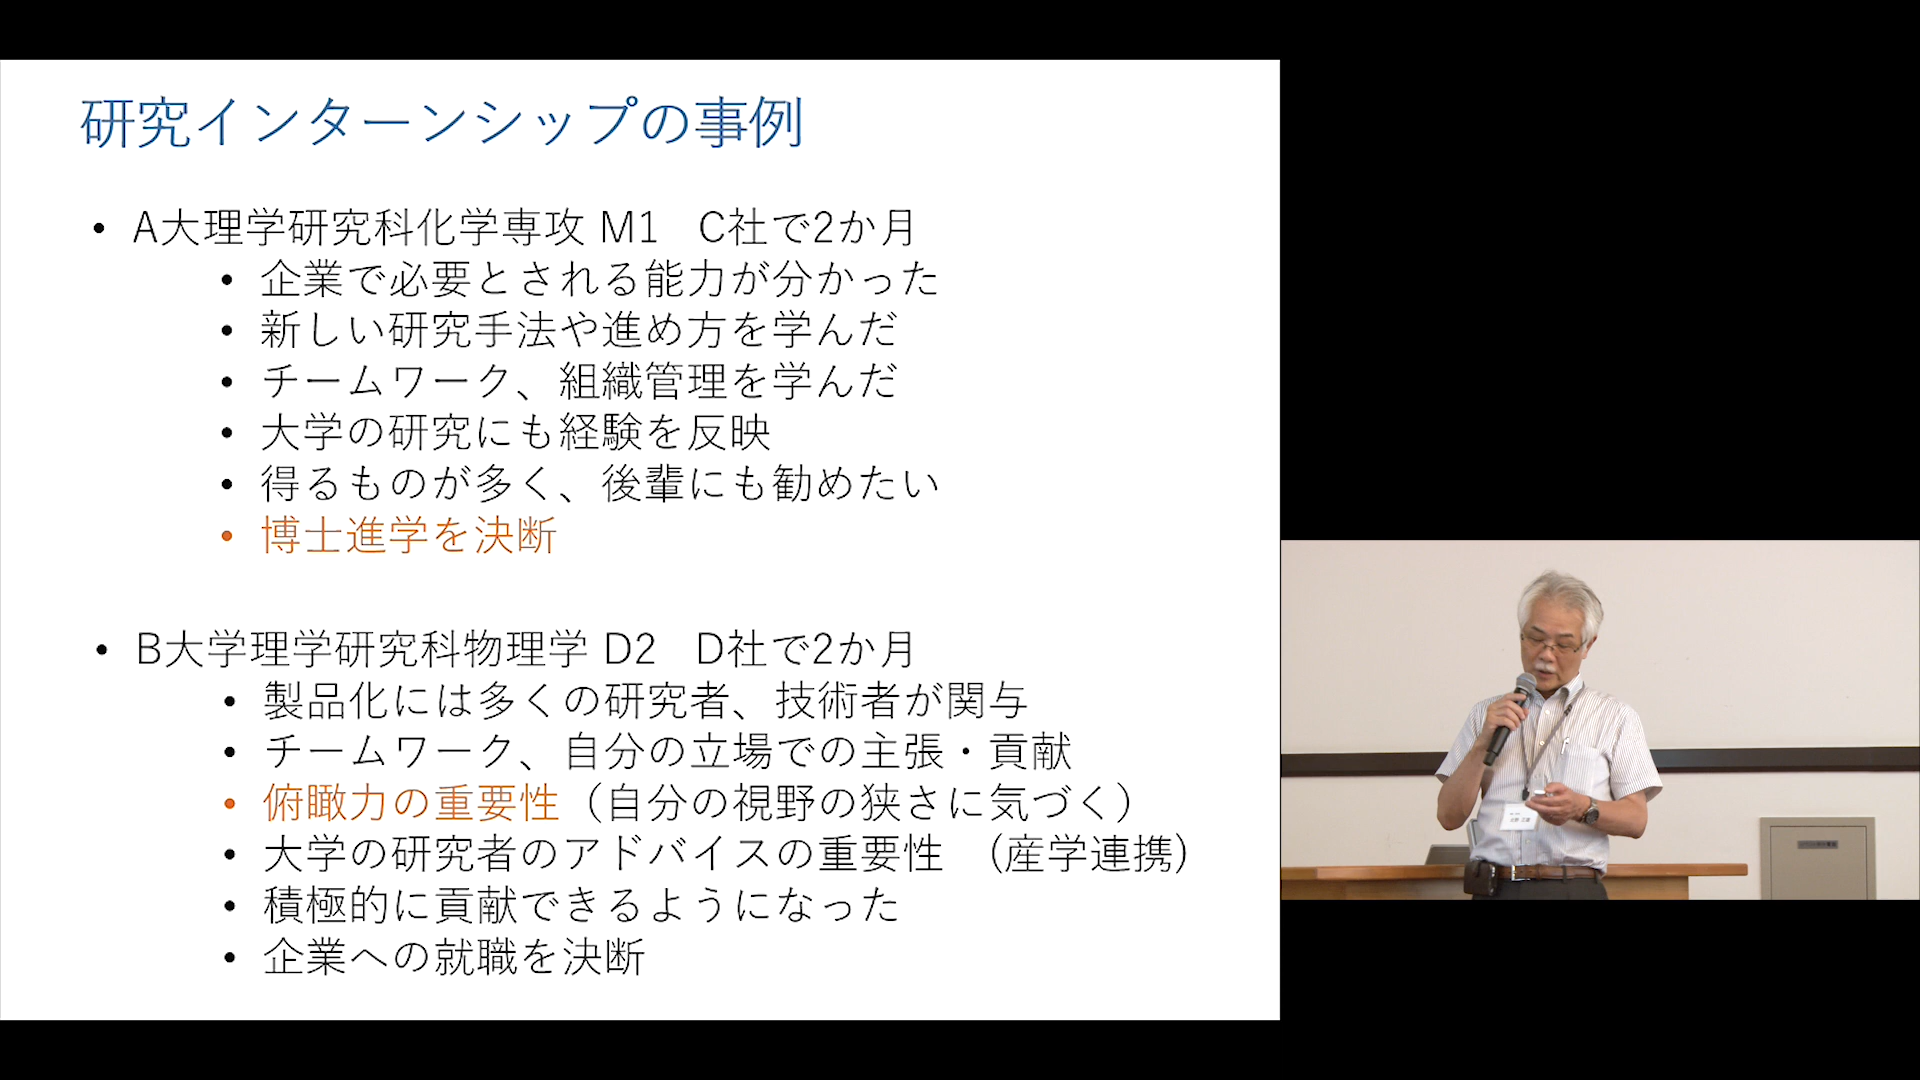 研究インターンシップの事例
• A大理学研究科化学専攻 M1　C社で2か月
• 企業で必要とされる能力が分かった
• 新しい研究手法や進め方を学んだ
• チームワーク、組織管理を学んだ
• 大学の研究にも経験を反映
• 得るものが多く、後輩にも勧めたい
• 博士進学を決断
• B大学理学研究科物理学 D2　D社で2か月
• 製品化には多くの研究者、技術者が関与
• チームワーク、自分の立場での主張・貢献
• 俯瞰力の重要性（自分の視野の狭さに気づく）
• 大学の研究者のアドバイスの重要性　(産学連携)
• 積極的に貢献できるようになった
• 企業への就職を決断